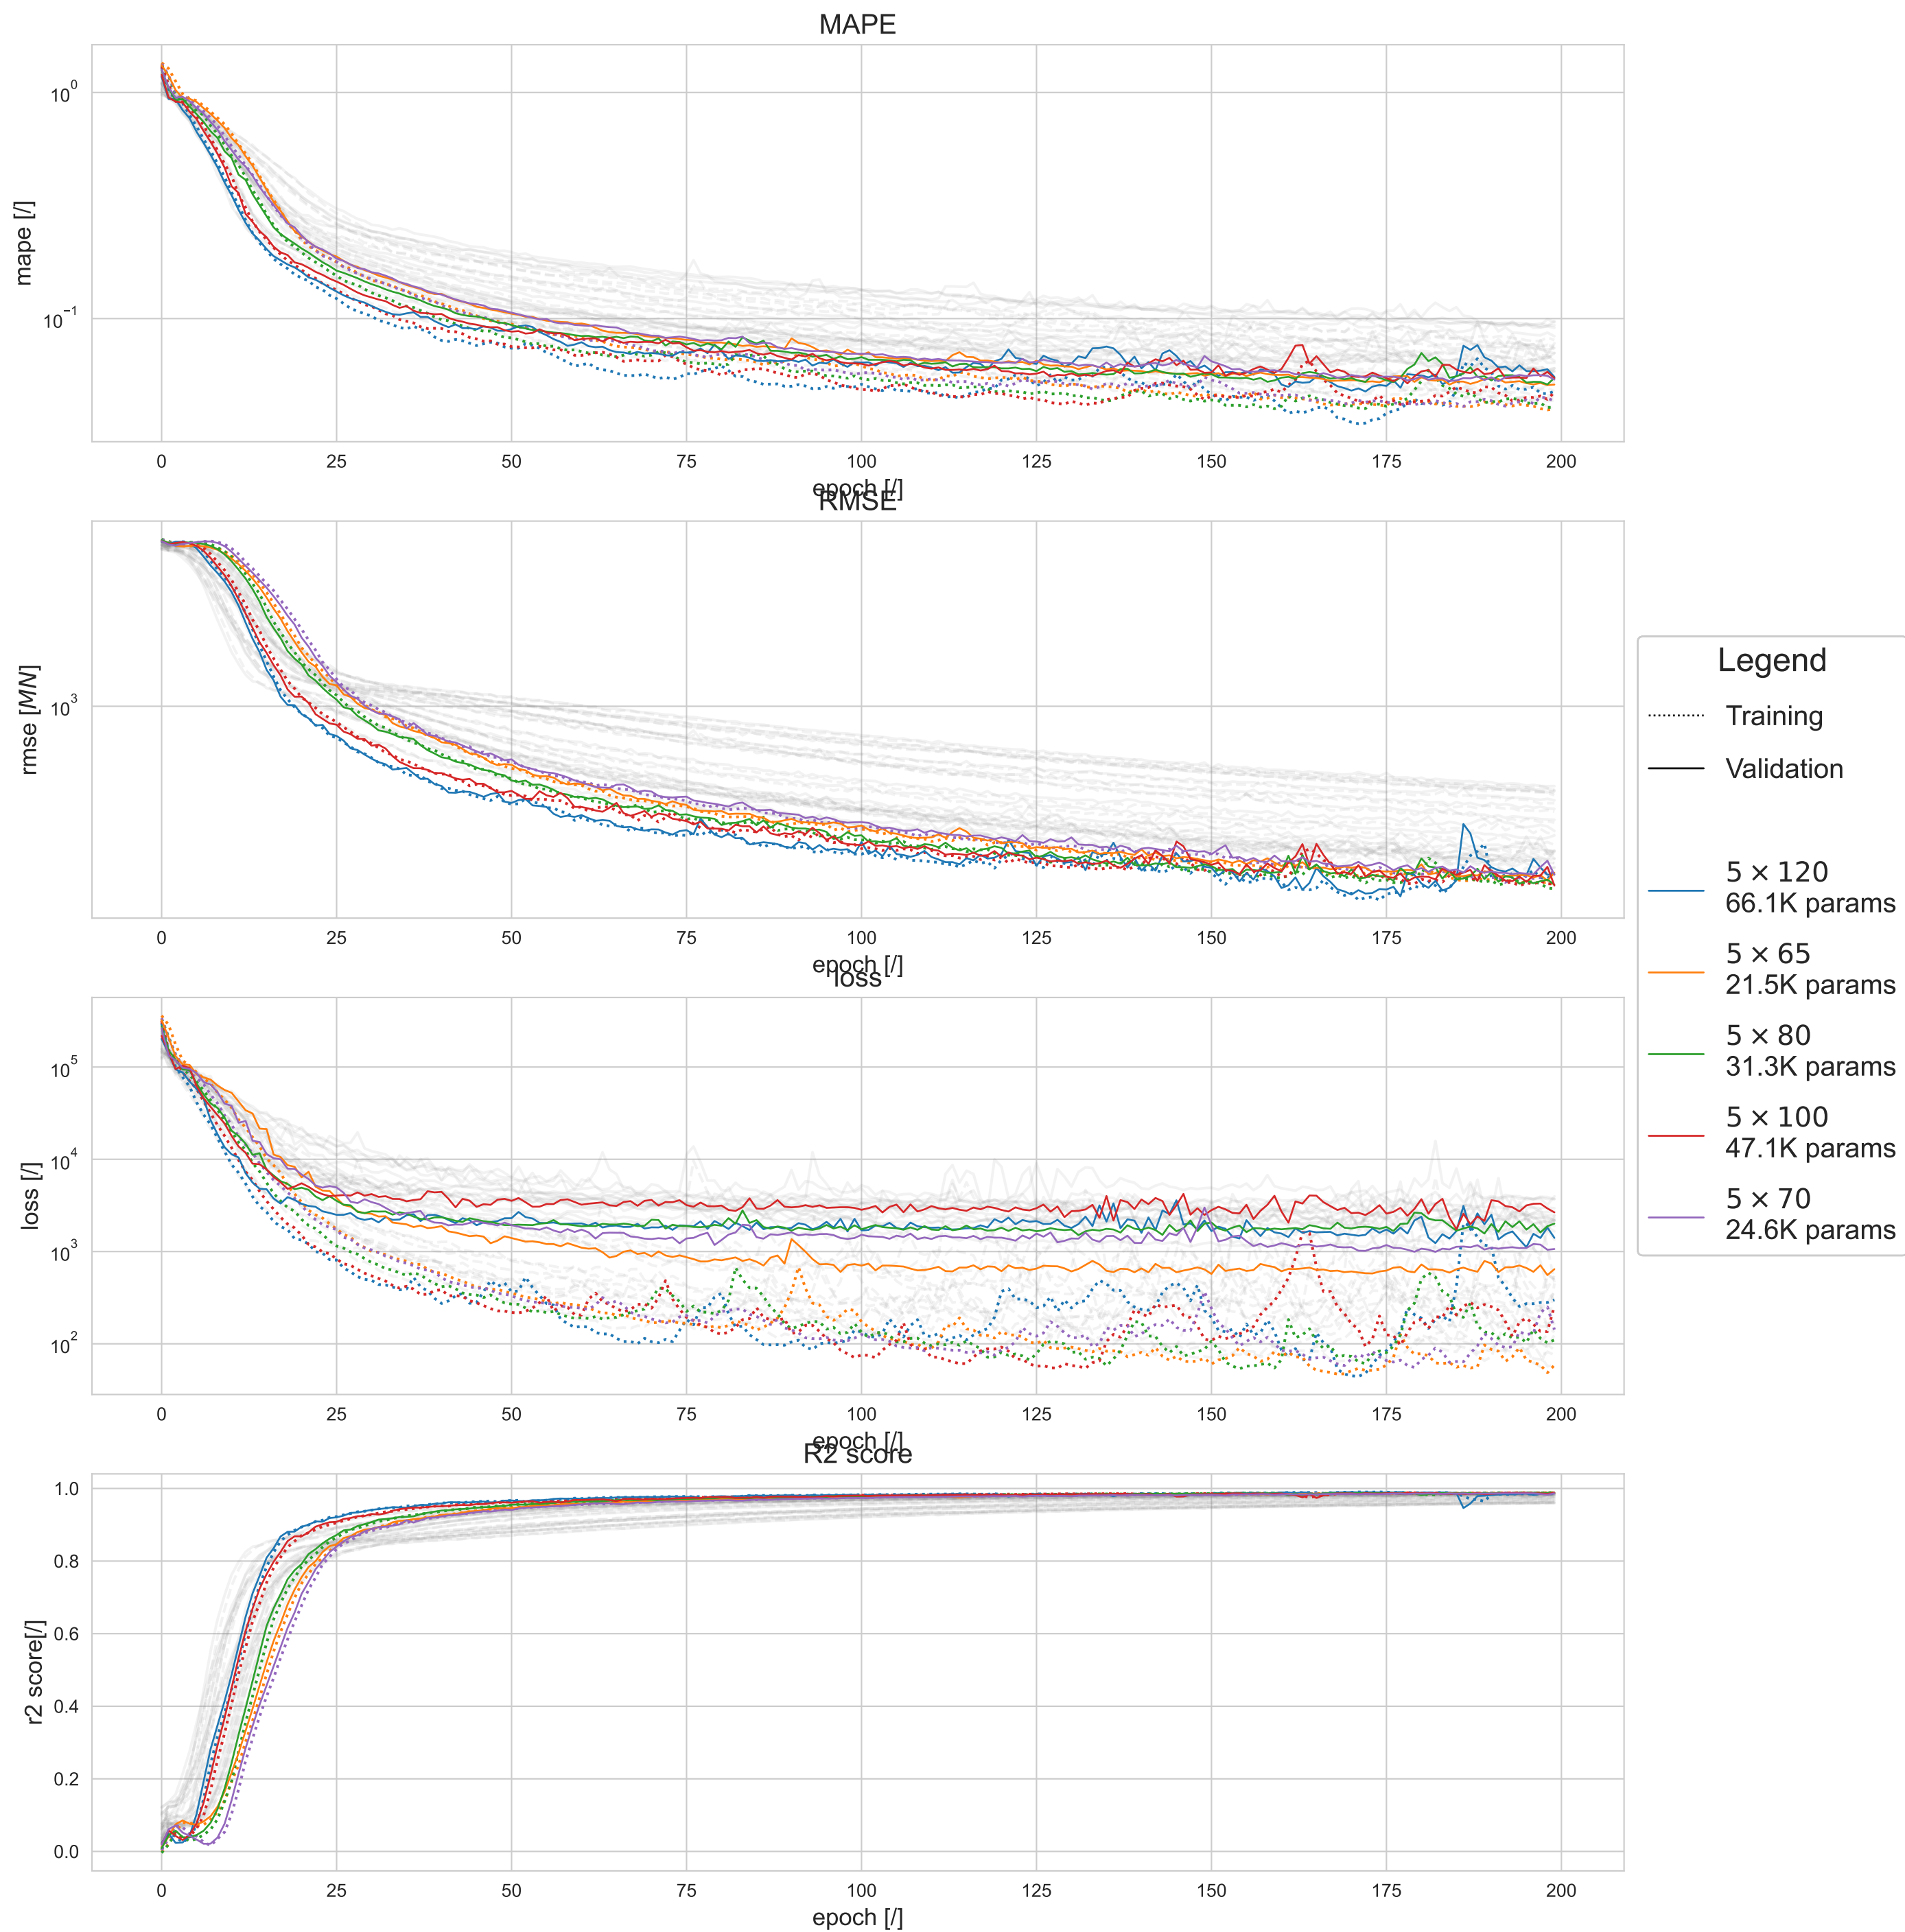 MAPE
10^0
10^-1
mape [/]
0 25 50 75 100 125 150 175 200
epoch [/]
RMSE
10^3
rmse [MN]
0 25 50 75 100 125 150 175 200
epoch [/]
loss
10^5
10^4
10^3
10^2
loss [/]
0 25 50 75 100 125 150 175 200
epoch [/]
R2 score
1.0
0.8
0.6
0.4
0.2
0.0
r2 score[/]
0 25 50 75 100 125 150 175 200
epoch [/]
Legend
Training
Validation
5 × 120
66.1K params
5 × 65
21.5K params
5 × 80
31.3K params
5 × 100
47.1K params
5 × 70
24.6K params